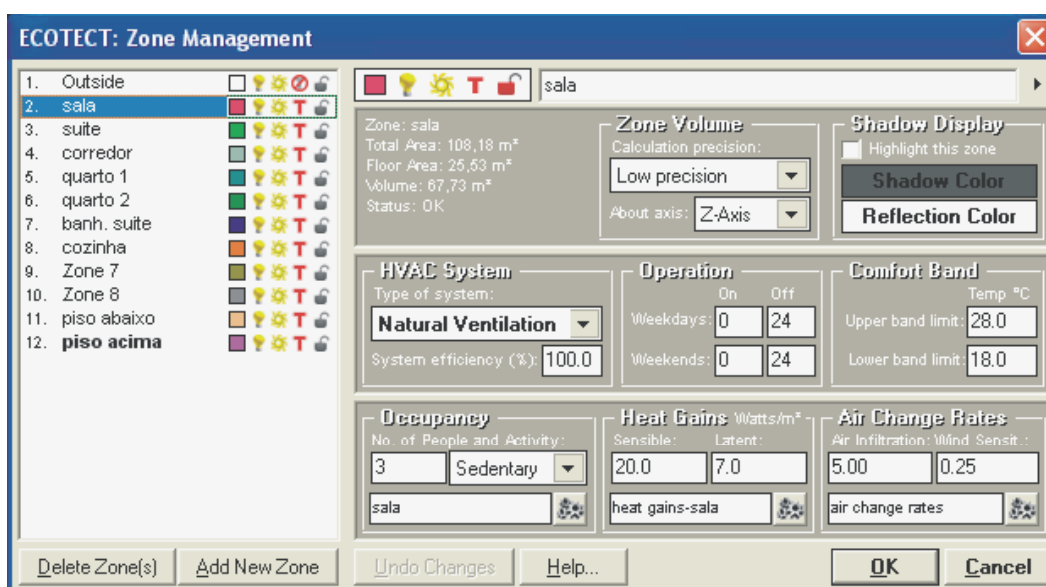 ECOTECT: Zone Management
1. Outside
2. sala
3. suite
4. corredor
5. quarto 1
6. quarto 2
7. banh. suite
8. cozinha
9. Zone 7
10. Zone 8
11. piso abaixo
12. piso acima
T sala
Zone: sala
Total Area: 108,18 m²
Floor Area: 25,53 m²
Volume: 67,73 m³
Status: OK
Zone Volume
Calculation precision:
Low precision
About axis: Z-Axis
Shadow Display
Highlight this zone
Shadow Color
Reflection Color
HVAC System
Type of system:
Natural Ventilation
System efficiency (%): 100.0
Operation
On Off
Weekdays: 0 24
Weekends: 0 24
Comfort Band
Temp ºC
Upper band limit: 28.0
Lower band limit: 18.0
Occupancy
No. of People and Activity:
3 Sedentary
sala
Heat Gains Watts/m²
Sensible: Latent:
20.0 7.0
heat gains-sala
Air Change Rates
Air Infiltration: Wind Sensit.:
5.00 0.25
air change rates
Delete Zone(s) Add New Zone Undo Changes Help... OK Cancel